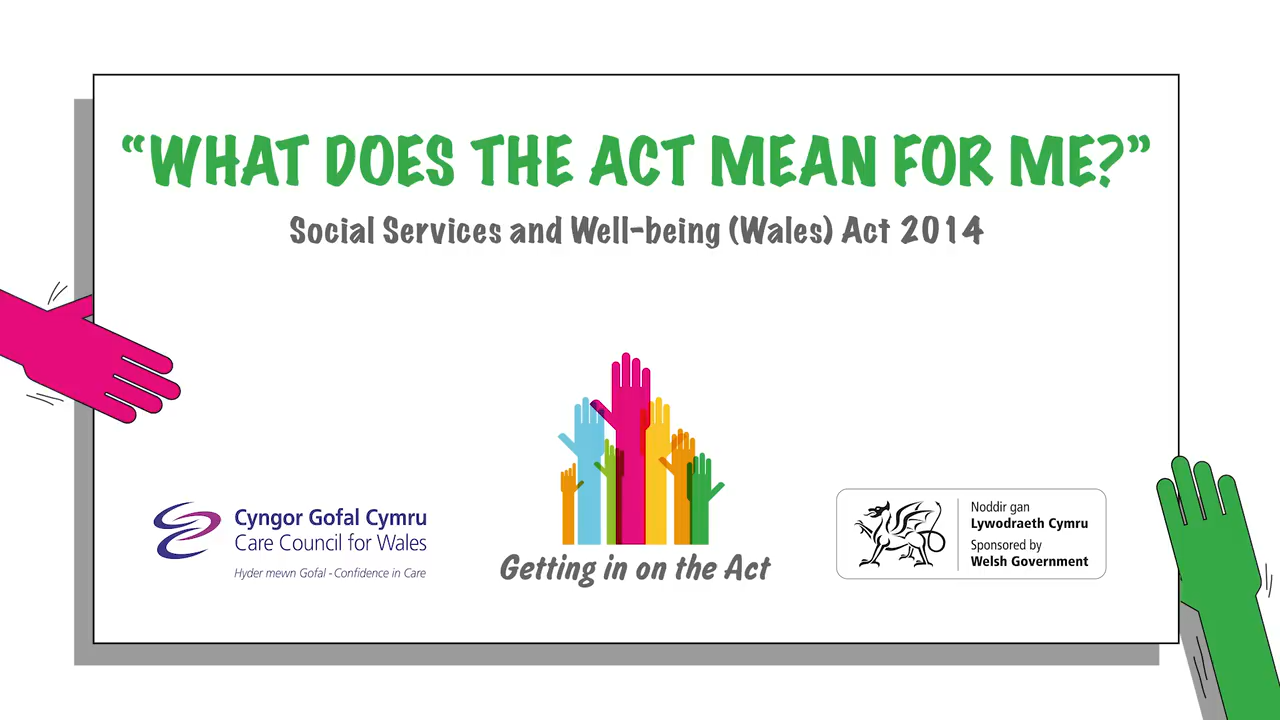 “WHAT DOES THE ACT MEAN FOR ME?”
Social Services and Well-being (Wales) Act 2014
Cyngor Gofal Cymru
Care Council for Wales
Hyder mewn Gofal - Confidence in Care
Getting in on the Act
Noddir gan
Lywodraeth Cymru
Sponsored by
Welsh Government